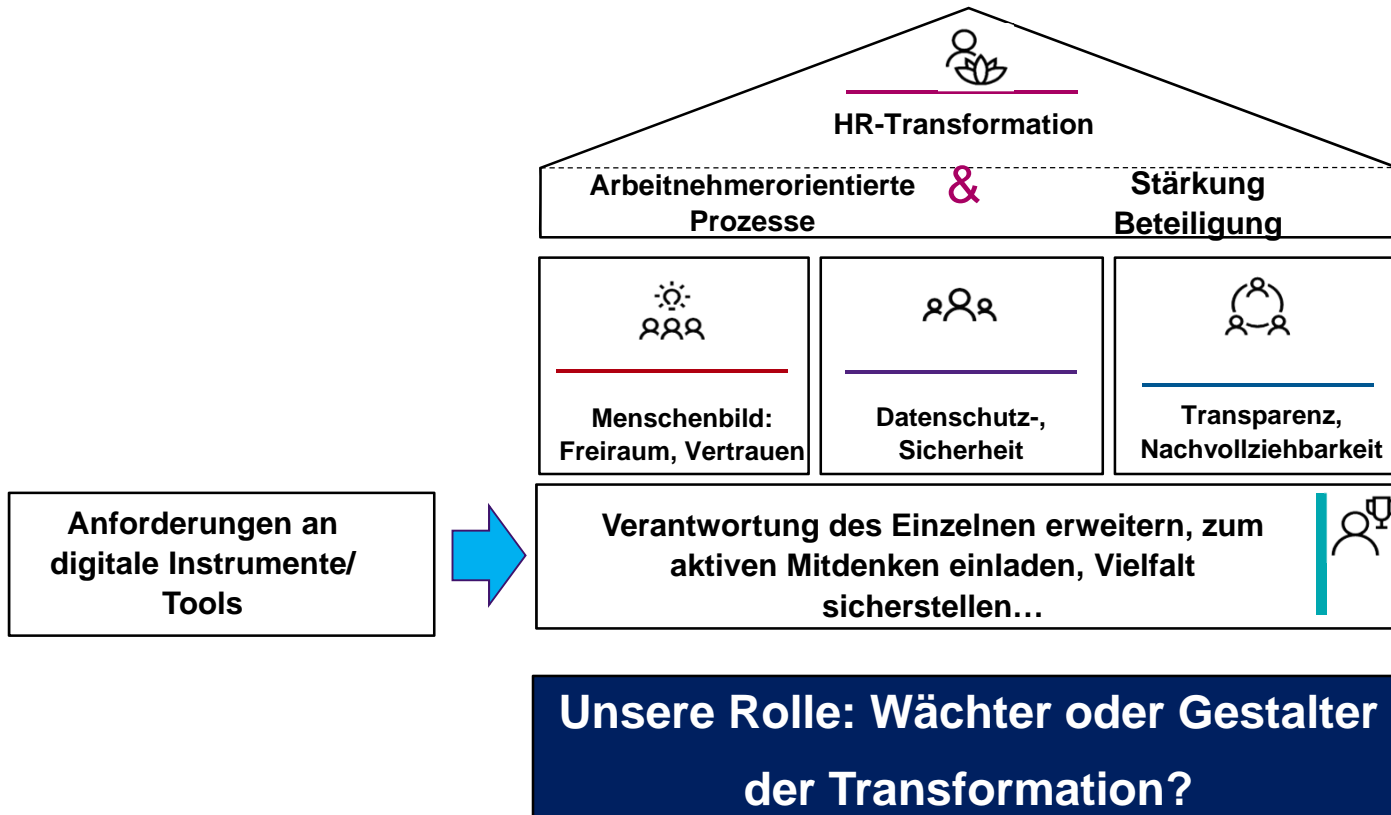 HR-Transformation
Arbeitnehmerorientierte
Prozesse
&
Stärkung
Beteiligung
Menschenbild:
Freiraum, Vertrauen
Datenschutz-,
Sicherheit
Transparenz,
Nachvollziehbarkeit
Anforderungen an
digitale Instrumente/
Tools
Verantwortung des Einzelnen erweitern, zum
aktiven Mitdenken einladen, Vielfalt
sicherstellen…
Unsere Rolle: Wächter oder Gestalter
der Transformation?